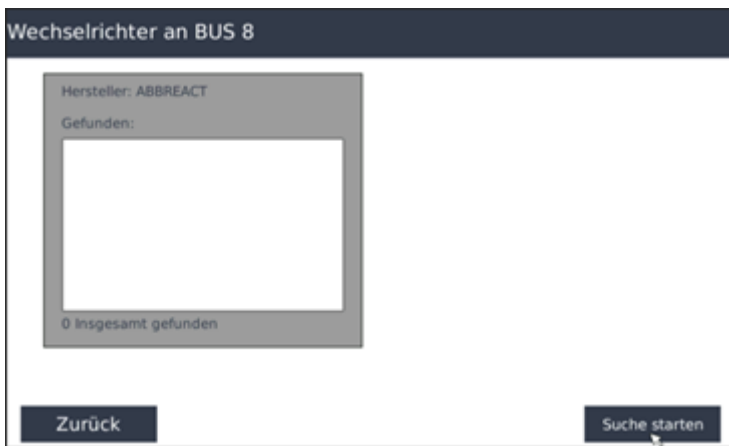 Wechselrichter an BUS 8
Hersteller: ABBREACT
Gefunden:
0 Insgesamt gefunden
Zurück
Suche starten